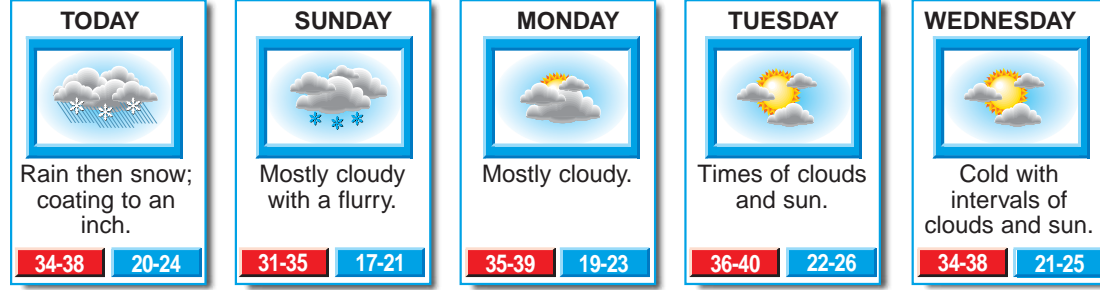 TODAY
Rain then snow;
coating to an
inch.
34-38 20-24
SUNDAY
Mostly cloudy
with a flurry.
31-35 17-21
MONDAY
Mostly cloudy.
35-39 19-23
TUESDAY
Times of clouds
and sun.
36-40 22-26
WEDNESDAY
Cold with
intervals of
clouds and sun.
34-38 21-25